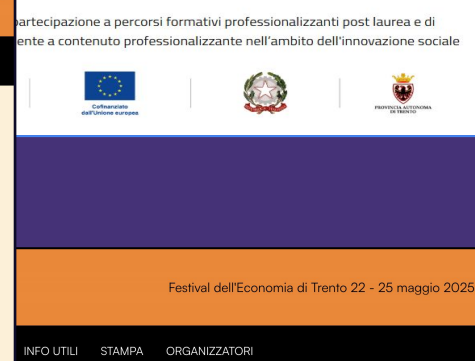 partecipazione a percorsi formativi professionalizzanti post laurea e di
ente a contenuto professionalizzante nell'ambito dell'innovazione sociale
Cofinanziato
dall'Unione europea
PROVINCIA AUTONOMA
DI TRENTO
Festival dell'Economia di Trento 22 - 25 maggio 2025
INFO UTILI STAMPA ORGANIZZATORI